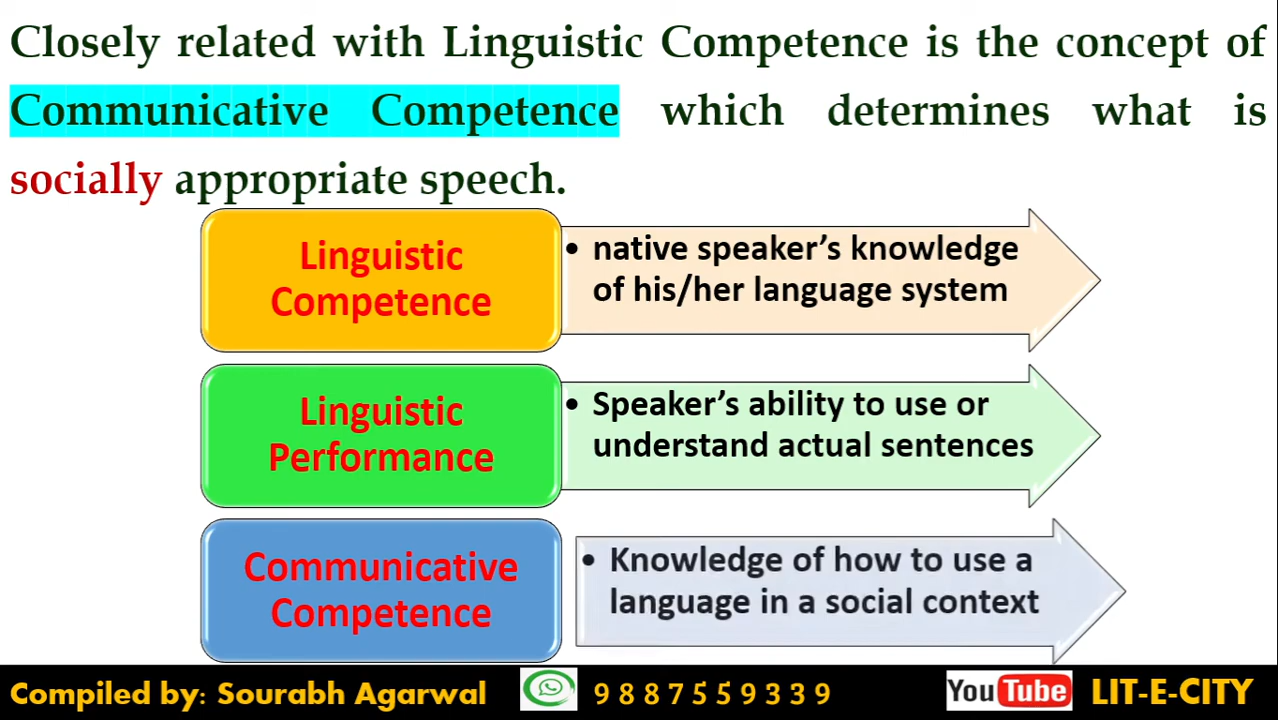 Closely related with Linguistic Competence is the concept of
Communicative Competence which determines what is
socially appropriate speech.
Linguistic
Competence
• native speaker’s knowledge
of his/her language system
Linguistic
Performance
• Speaker’s ability to use or
understand actual sentences
Communicative
Competence
• Knowledge of how to use a
language in a social context
Compiled by: Sourabh Agarwal 9 8 8 7 5 5 9 3 3 9 YouTube LIT-E-CITY